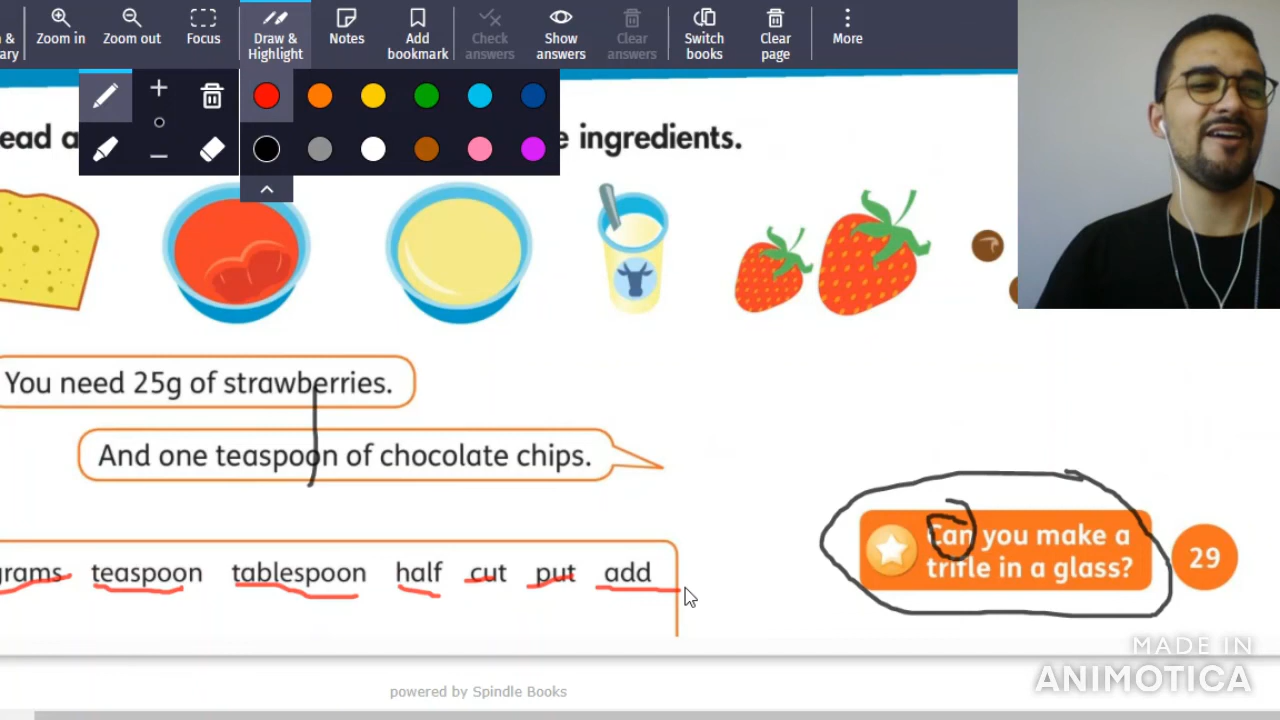 Zoom in Zoom out Focus Draw & Highlight Notes Add bookmark Check answers Show answers Clear answers Switch books Clear page More
ingredients.
You need 25g of strawberries.
And one teaspoon of chocolate chips.
Can you make a
trifle in a glass?
29
grams teaspoon tablespoon half cut put add
MADE IN
ANIMOTICA
powered by Spindle Books